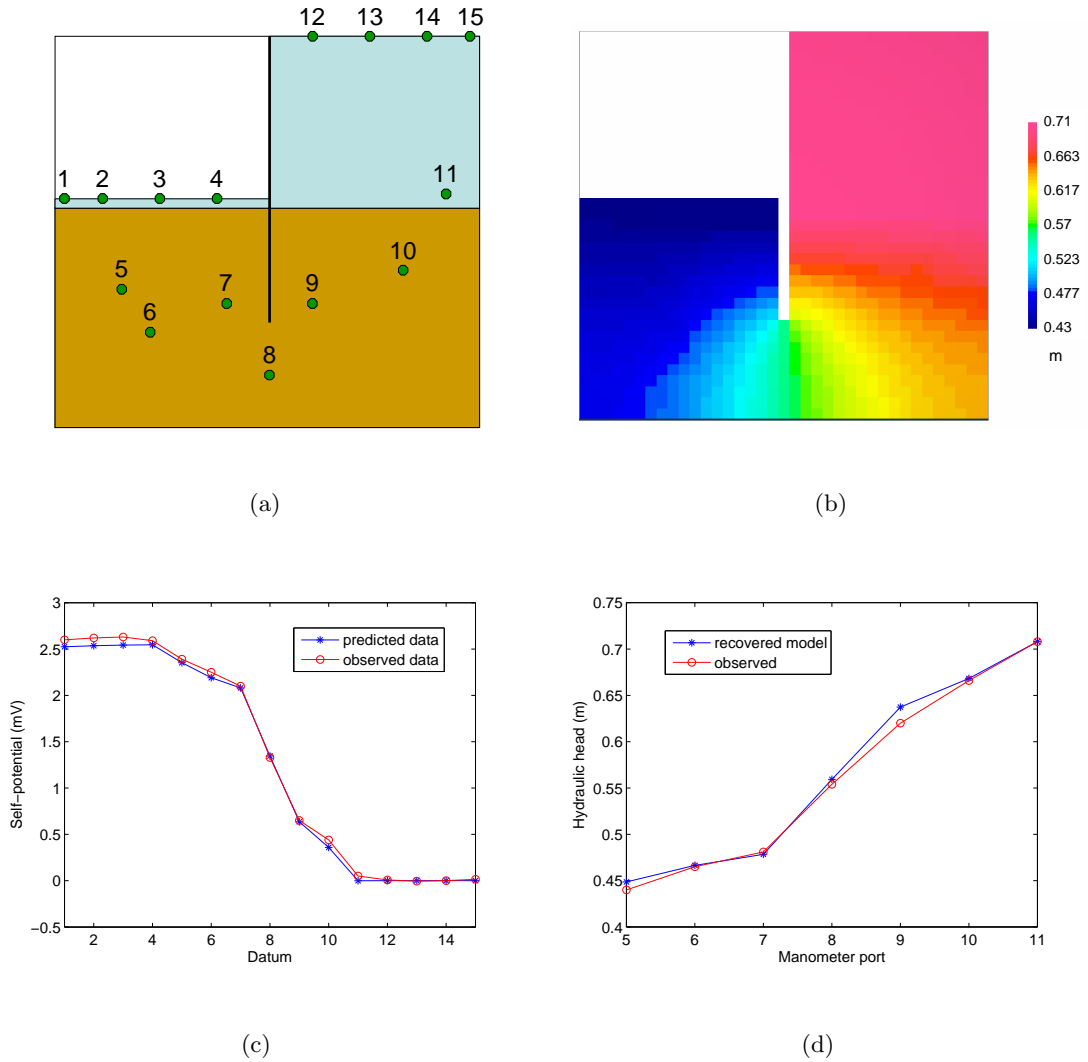 12 13 14 15
1 2 3 4 11
5 7 9 10
6
8
(a)
0.71
0.663
0.617
0.57
0.523
0.477
0.43
m
(b)
3
2.5
2
1.5
1
0.5
0
−0.5
2 4 6 8 10 12 14
Self−potential (mV)
Datum
predicted data
observed data
(c)
0.75
0.7
0.65
0.6
0.55
0.5
0.45
0.4
5 6 7 8 9 10 11
Hydraulic head (m)
Manometer port
recovered model
observed
(d)